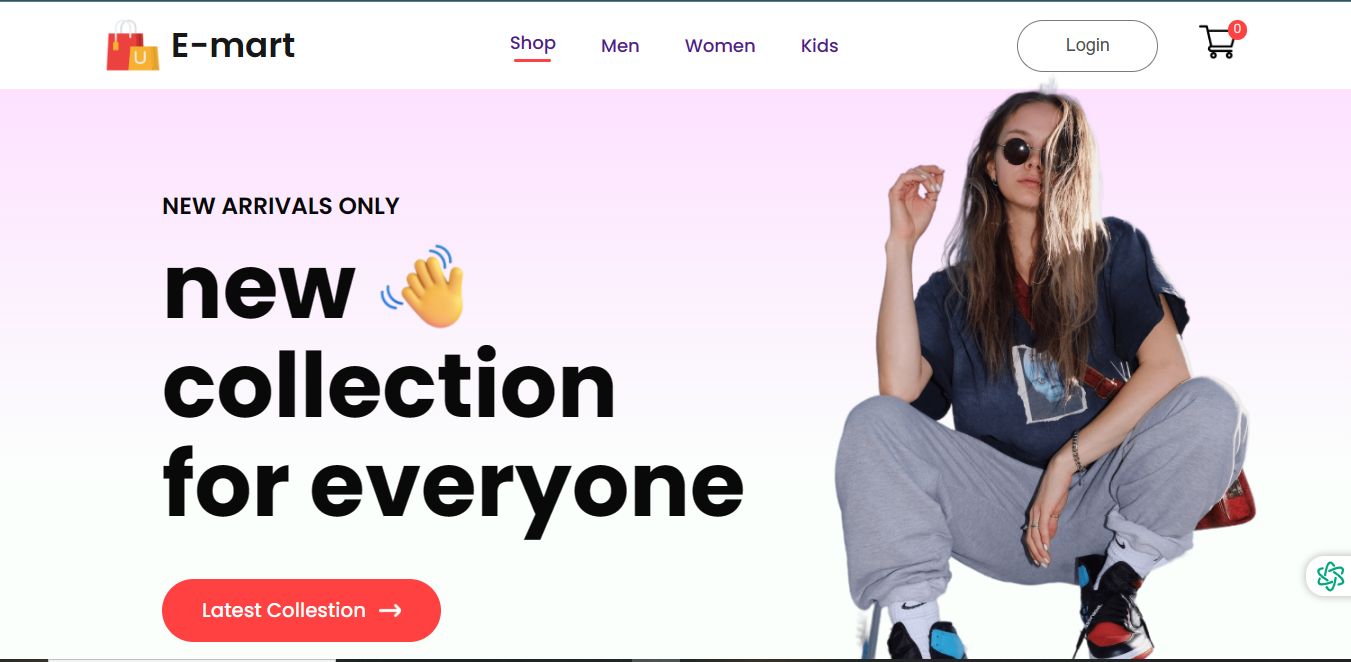 U
E-mart
Shop
Men
Women
Kids
Login
0
NEW ARRIVALS ONLY
new 👋
collection
for everyone
Latest Collestion →